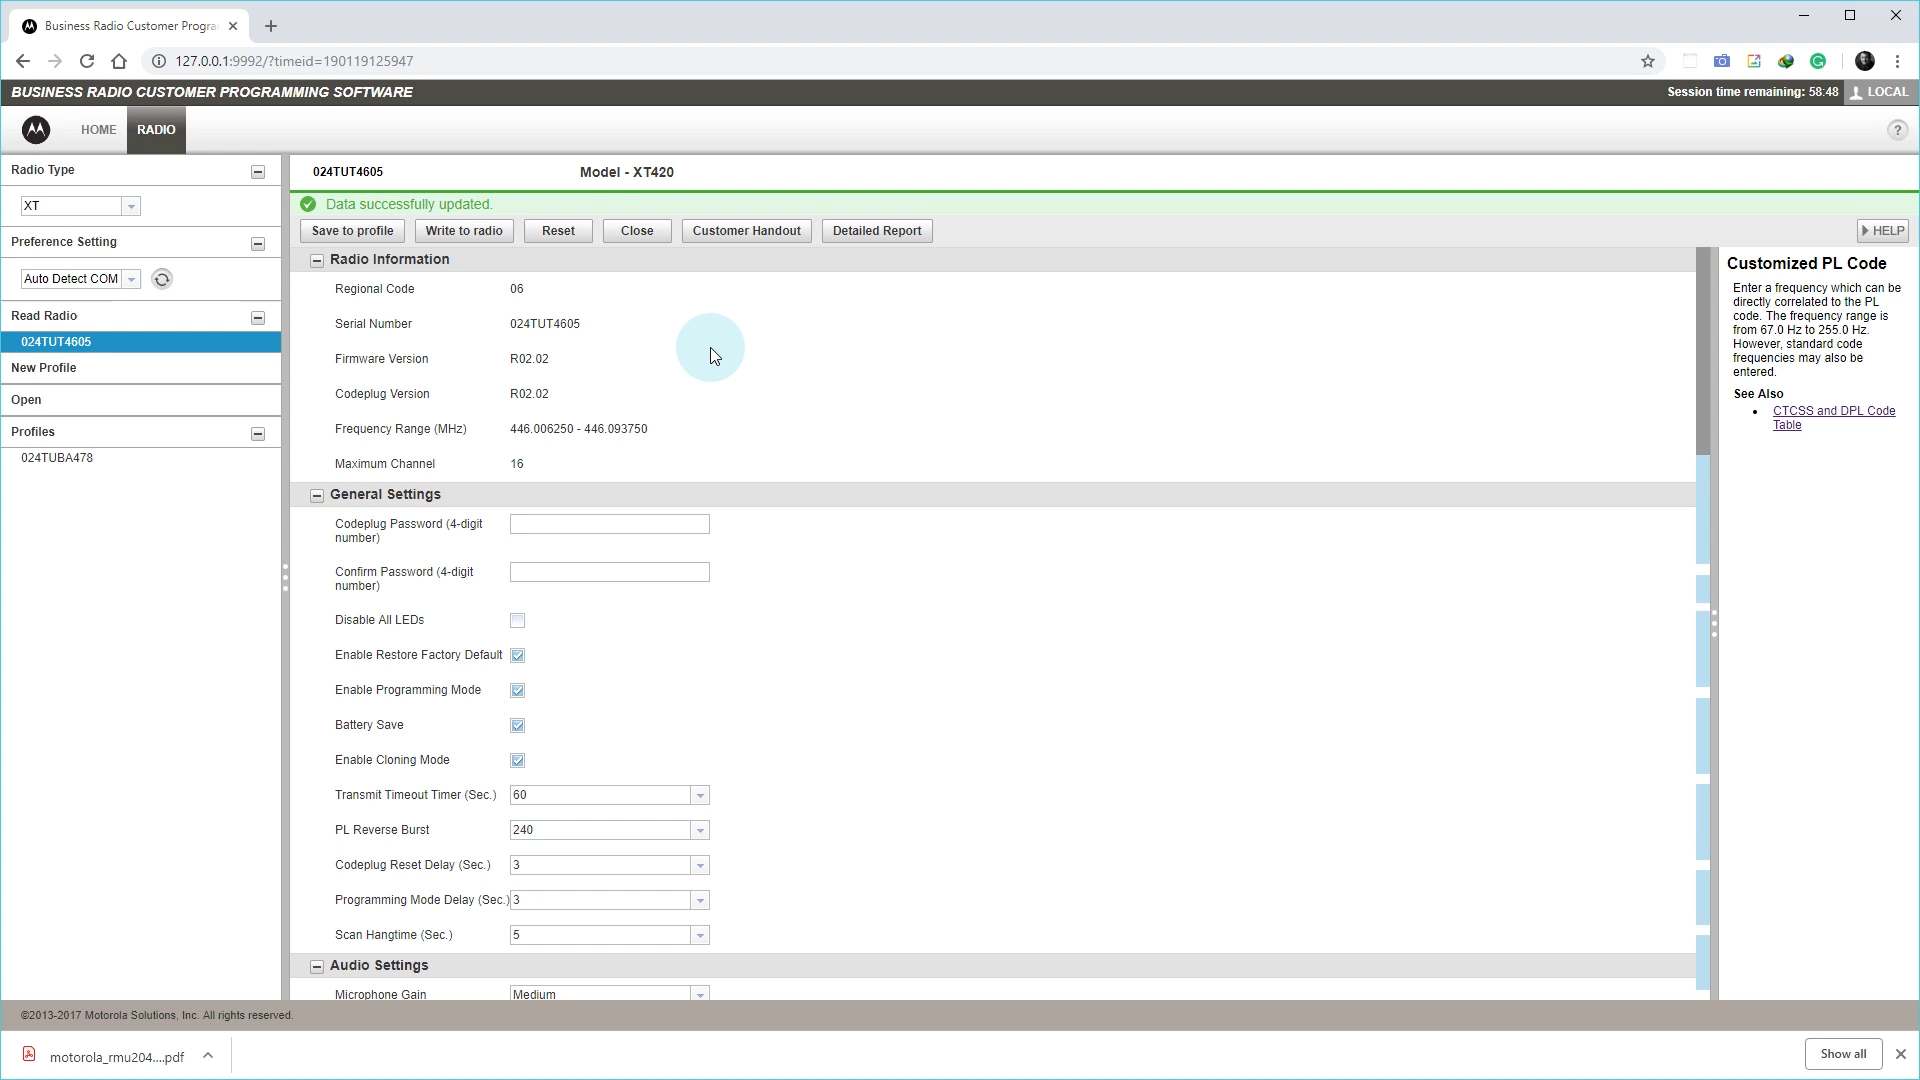 Business Radio Customer Progra
127.0.0.1:9992/?timeid=190119125947
BUSINESS RADIO CUSTOMER PROGRAMMING SOFTWARE
Session time remaining: 58:48
LOCAL
HOME
RADIO
?
Radio Type
XT
Preference Setting
Auto Detect COM
Read Radio
024TUT4605
New Profile
Open
Profiles
024TUBA478
024TUT4605
Model - XT420
Data successfully updated.
Save to profile
Write to radio
Reset
Close
Customer Handout
Detailed Report
HELP
Radio Information
Regional Code 06
Serial Number 024TUT4605
Firmware Version R02.02
Codeplug Version R02.02
Frequency Range (MHz) 446.006250 - 446.093750
Maximum Channel 16
General Settings
Codeplug Password (4-digit
number)
Confirm Password (4-digit
number)
Disable All LEDs
Enable Restore Factory Default
Enable Programming Mode
Battery Save
Enable Cloning Mode
Transmit Timeout Timer (Sec.) 60
PL Reverse Burst 240
Codeplug Reset Delay (Sec.) 3
Programming Mode Delay (Sec.) 3
Scan Hangtime (Sec.) 5
Audio Settings
Microphone Gain Medium
Customized PL Code
Enter a frequency which can be
directly correlated to the PL
code. The frequency range is
from 67.0 Hz to 255.0 Hz.
However, standard code
frequencies may also be
entered.
See Also
CTCSS and DPL Code
Table
©2013-2017 Motorola Solutions, Inc. All rights reserved.
motorola_rmu204....pdf
Show all